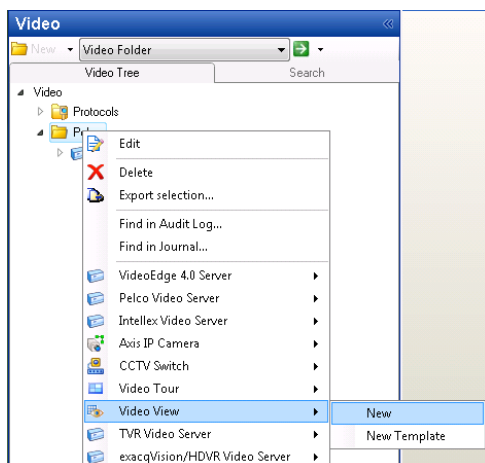 Video
New Video Folder
Video Tree Search
Video
Protocols
Edit
Delete
Export selection...
Find in Audit Log...
Find in Journal...
VideoEdge 4.0 Server
Pelco Video Server
Intellex Video Server
Axis IP Camera
CCTV Switch
Video Tour
Video View New
TVR Video Server New Template
exacqVision/HDVR Video Server